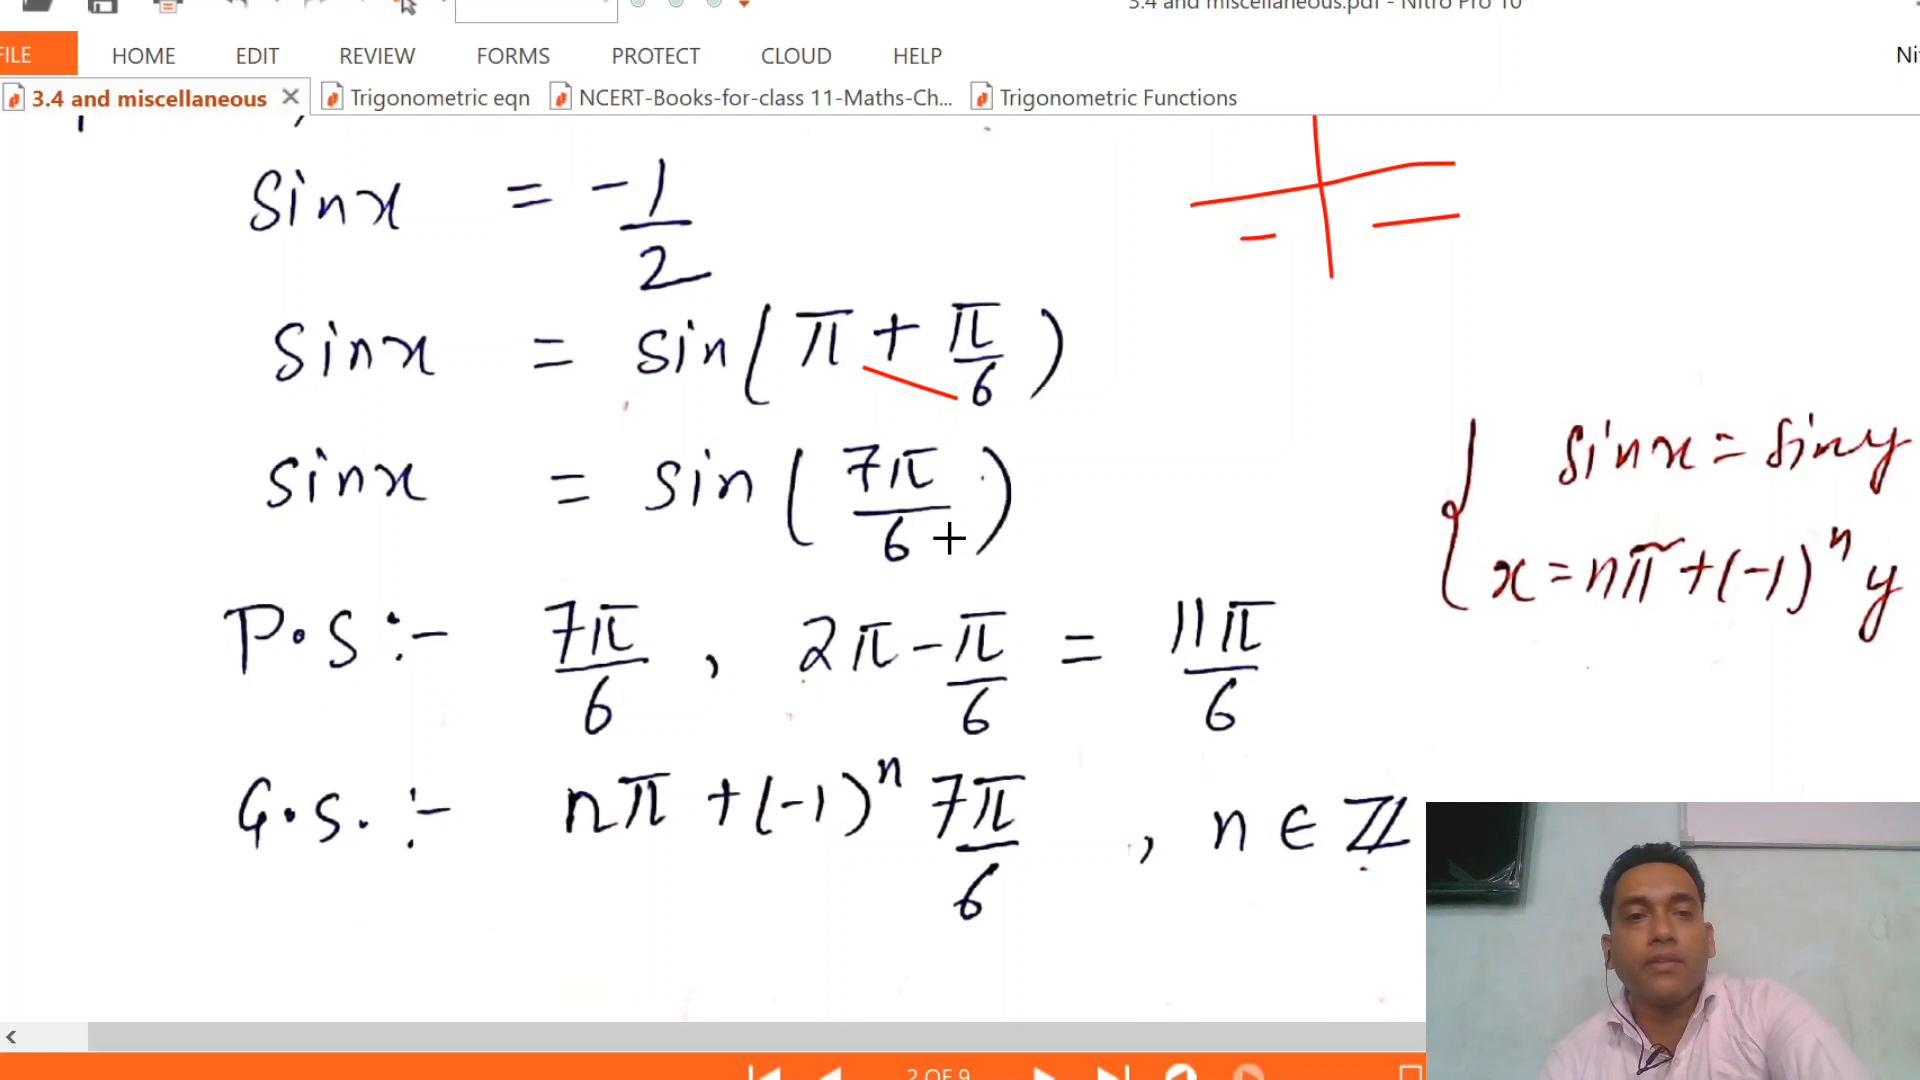 3.4 and miscellaneous.pdf - Nitro Pro 10
FILE HOME EDIT REVIEW FORMS PROTECT CLOUD HELP
3.4 and miscellaneous Trigonometric eqn NCERT-Books-for-class 11-Maths-Ch... Trigonometric Functions
Sinx = -1/2
Sinx = sin(π + π/6)
sinx = sin(7π/6)
sinx = siny
x = nπ + (-1)ⁿ y
P.S :- 7π/6 , 2π - π/6 = 11π/6
G.S. :- nπ + (-1)ⁿ 7π/6 , n ∈ ℤ
2 OF 9